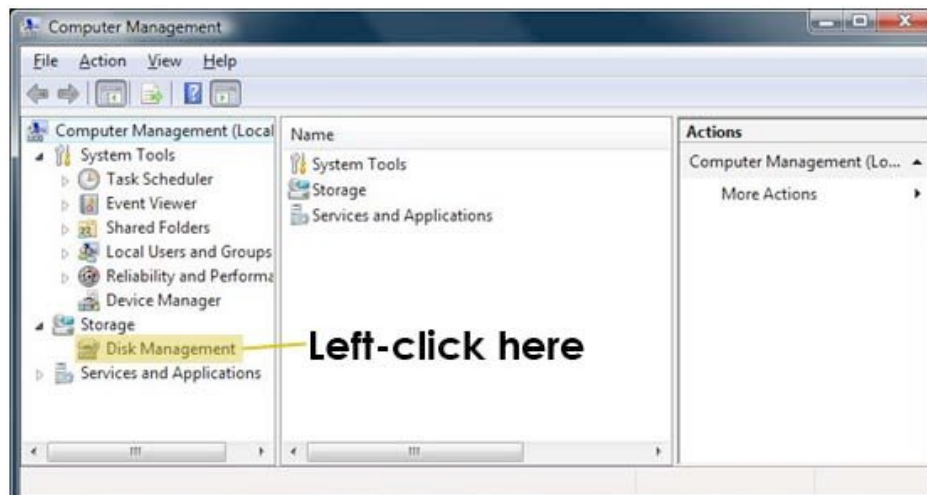 Computer Management
File Action View Help
Computer Management (Local
System Tools
Task Scheduler
Event Viewer
Shared Folders
Local Users and Groups
Reliability and Performa
Device Manager
Storage
Disk Management
Services and Applications
Name
System Tools
Storage
Services and Applications
Left-click here
Actions
Computer Management (Lo...
More Actions